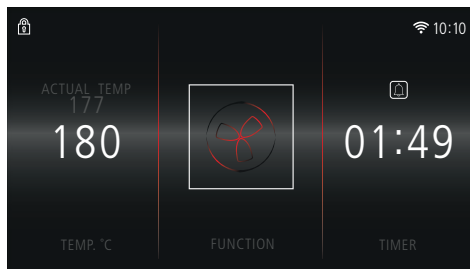 10:10
ACTUAL TEMP
177
180
01:49
TEMP. °C
FUNCTION
TIMER